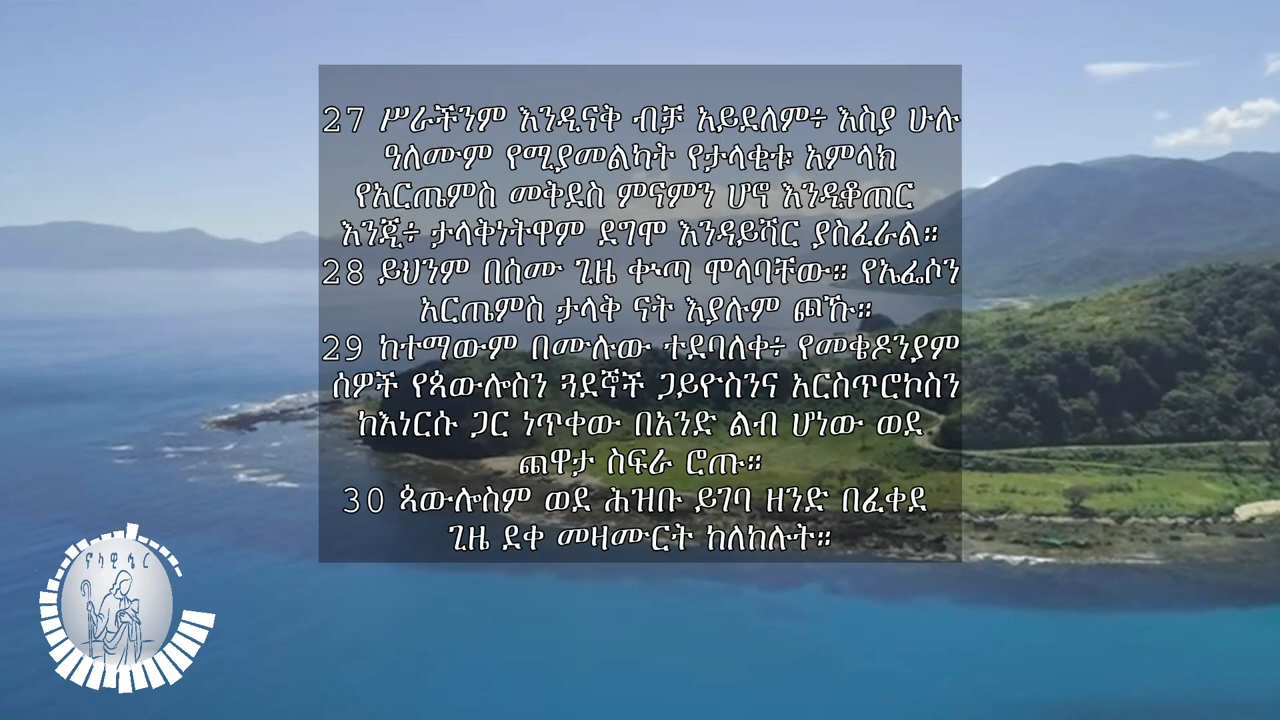 27 ሥራችንም እንዲናቅ ብቻ አይደለም፥ እስያ ሁሉ
ዓለሙም የሚያመልካት የታላቂቱ አምላክ
የአርጤምስ መቅደስ ምናምን ሆኖ እንዲቆጠር
እንጂ፥ ታላቅነትዋም ደግሞ እንዳይሻር ያስፈራል።
28 ይህንም በሰሙ ጊዜ ቀኍጣ ሞላባቸው። የኤፌሶን
አርጤምስ ታላቅ ናት እያሉም ጮኹ።
29 ከተማውም በሙሉው ተደባለቀ፥ የመቄዶንያም
ሰዎች የጳውሎስን ጓደኞች ጋይዮስንና አርስጥሮኮስን
ከእነርሱ ጋር ነጥቀው በአንድ ልብ ሆነው ወደ
ጨዋታ ስፍራ ሮጡ።
30 ጳውሎስም ወደ ሕዝቡ ይገባ ዘንድ በፈቀደ
ጊዜ ደቀ መዛሙርት ከለከሉት።